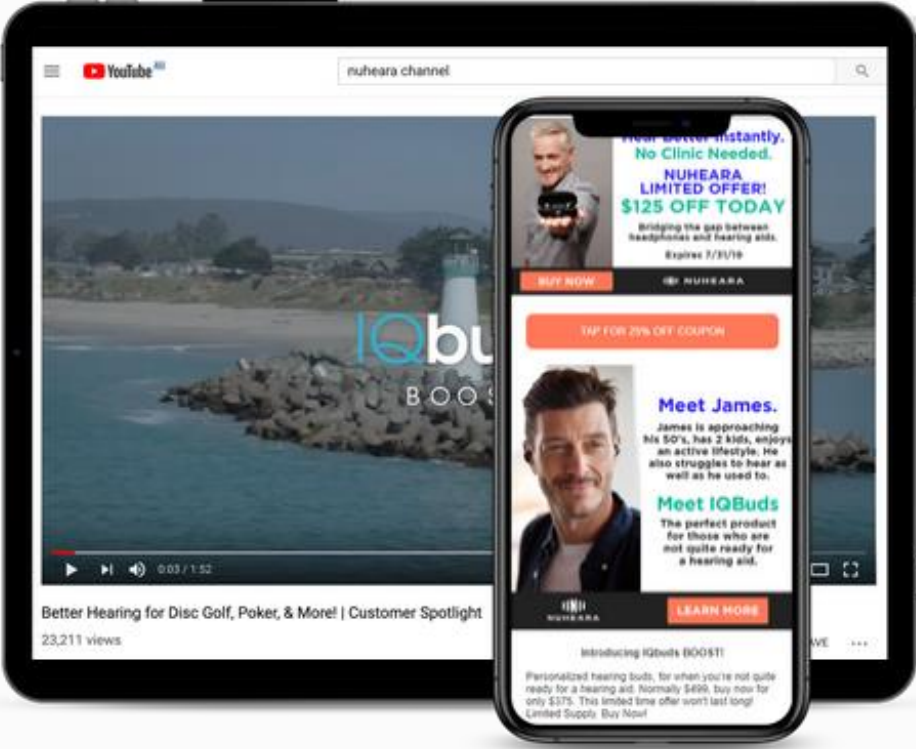 YouTube AU
nuheara channel
IQbu
BOOS
0:03 / 1:52
Better Hearing for Disc Golf, Poker, & More! | Customer Spotlight
23,211 views
VE
Hear Better Instantly.
No Clinic Needed.
NUHEARA
LIMITED OFFER!
$125 OFF TODAY
Bridging the gap between
headphones and hearing aids.
Expires 7/31/19
BUY NOW
NUHEARA
TAP FOR 25% OFF COUPON
Meet James.
James is approaching
his 50's, has 2 kids, enjoys
an active lifestyle. He
also struggles to hear as
well as he used to.
Meet IQBuds
The perfect product
for those who are
not quite ready for
a hearing aid.
NUHEARA
LEARN MORE
Introducing IQbuds BOOST!
Personalized hearing buds, for when you're not quite
ready for a hearing aid. Normally $499, buy now for
only $375. This limited time offer won't last long!
Limited Supply. Buy Now!